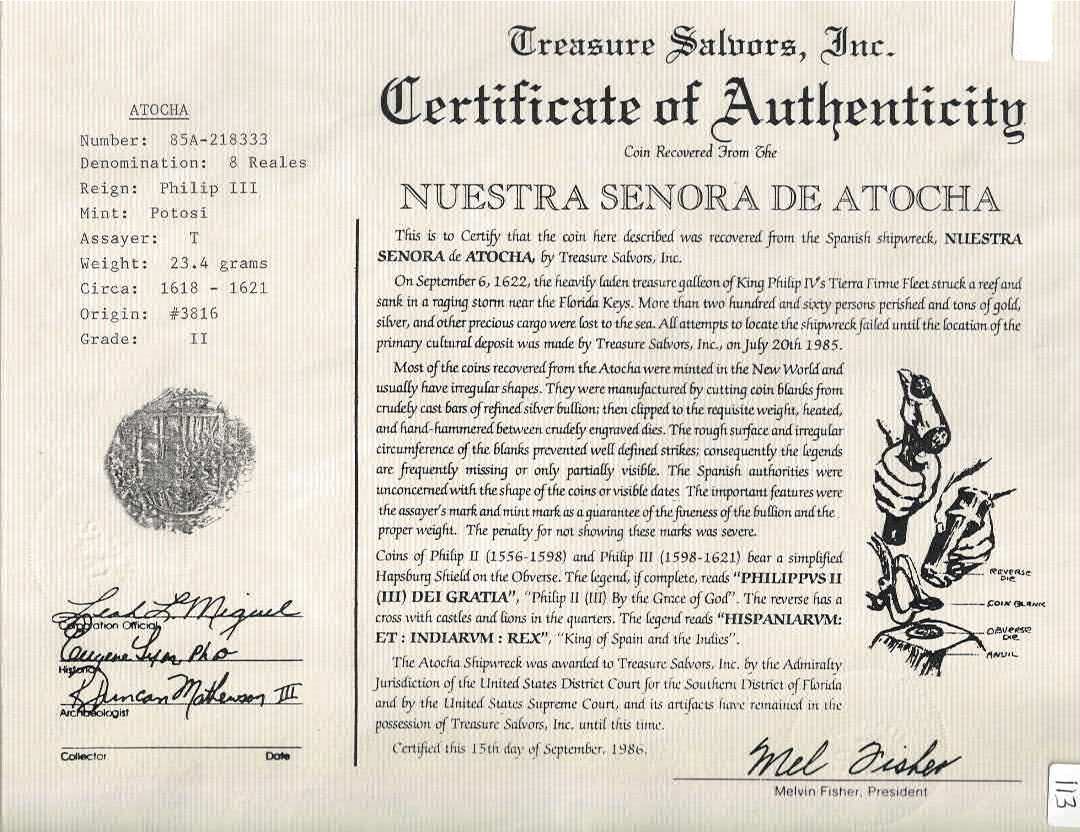 Treasure Salvors, Inc.
Certificate of Authenticity
Coin Recovered From The
NUESTRA SENORA DE ATOCHA
ATOCHA
Number: 85A-218333
Denomination: 8 Reales
Reign: Philip III
Mint: Potosi
Assayer: T
Weight: 23.4 grams
Circa: 1618 - 1621
Origin: #3816
Grade: II
This is to Certify that the coin here described was recovered from the Spanish shipwreck, NUESTRA
SENORA de ATOCHA, by Treasure Salvors, Inc.
On September 6, 1622, the heavily laden treasure galleon of King Philip IV's Tierra Firme Fleet struck a reef and
sank in a raging storm near the Florida Keys. More than two hundred and sixty persons perished and tons of gold,
silver, and other precious cargo were lost to the sea. All attempts to locate the shipwreck failed until the location of the
primary cultural deposit was made by Treasure Salvors, Inc., on July 20th 1985.
Most of the coins recovered from the Atocha were minted in the New World and
usually have irregular shapes. They were manufactured by cutting coin blanks from
crudely cast bars of refined silver bullion; then clipped to the requisite weight, heated,
and hand-hammered between crudely engraved dies. The rough surface and irregular
circumference of the blanks prevented well defined strikes; consequently the legends
are frequently missing or only partially visible. The Spanish authorities were
unconcerned with the shape of the coins or visible dates. The important features were
the assayer's mark and mint mark as a guarantee of the fineness of the bullion and the
proper weight. The penalty for not showing these marks was severe.
Coins of Philip II (1556-1598) and Philip III (1598-1621) bear a simplified
Hapsburg Shield on the Obverse. The legend, if complete, reads "PHILIPPVS II
(III) DEI GRATIA", "Philip II (III) By the Grace of God". The reverse has a
cross with castles and lions in the quarters. The legend reads "HISPANIARVM:
ET : INDIARVM : REX", "King of Spain and the Indies".
The Atocha Shipwreck was awarded to Treasure Salvors, Inc. by the Admiralty
Jurisdiction of the United States District Court for the Southern District of Florida
and by the United States Supreme Court, and its artifacts have remained in the
possession of Treasure Salvors, Inc. until this time.
Certified this 15th day of September, 1986.
REVERSE
DIE
COIN BLANK
OBVERSE
DIE
ANVIL
Leah L. Miguel
Corporation Official
Eugene Lyon PhD
Historian
R Duncan Mathewson III
Archaeologist
Collector Date
Mel Fisher
Melvin Fisher, President
113